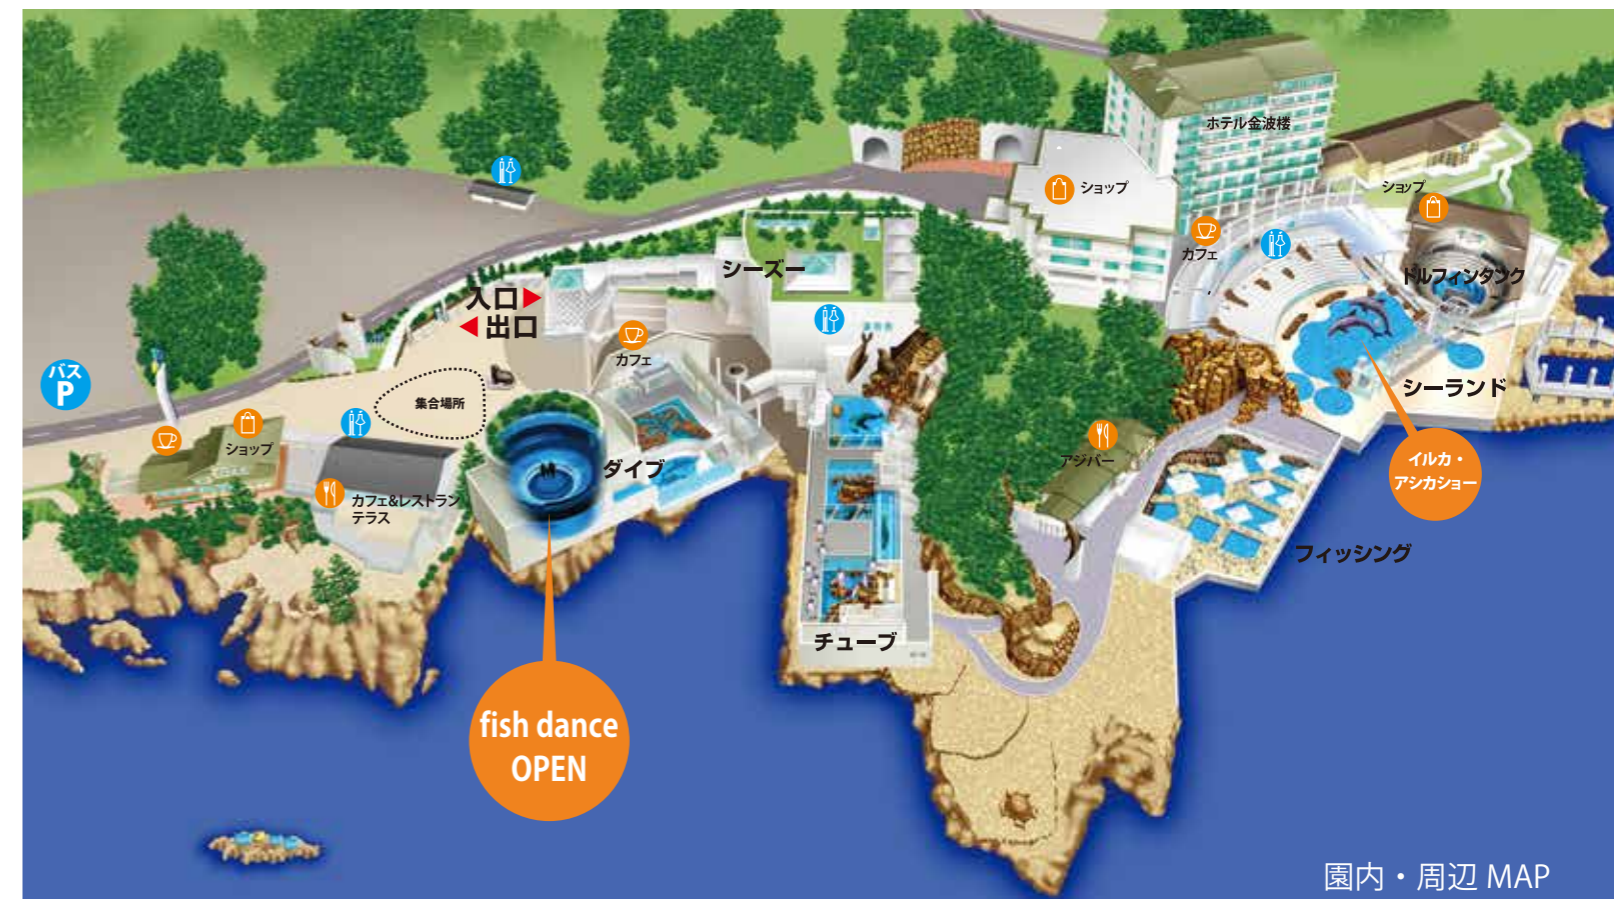 ホテル金波楼
ショップ
ショップ
カフェ
シーズー
ドルフィンタンク
入口
出口
カフェ
バス
P
集合場所
シーランド
ショップ
アジバー
イルカ・
アシカショー
ダイブ
M
カフェ&レストラン
テラス
フィッシング
チューブ
fish dance
OPEN
園内・周辺 MAP